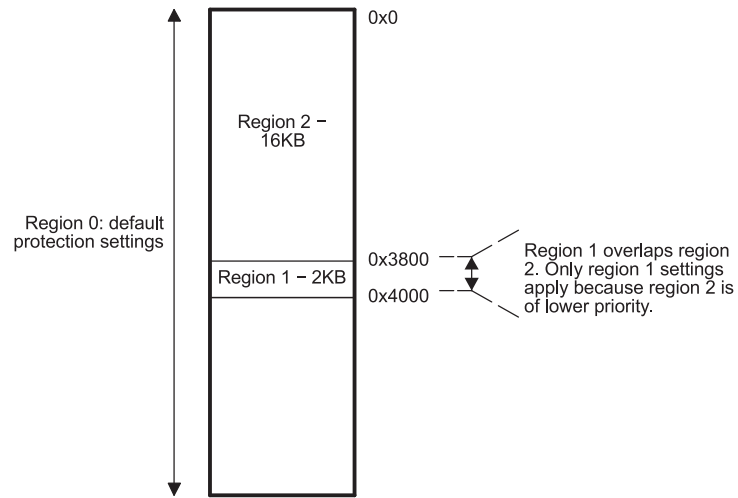 0x0
Region 2 −
16KB
Region 0: default
protection settings
0x3800
Region 1 − 2KB
0x4000
Region 1 overlaps region
2. Only region 1 settings
apply because region 2 is
of lower priority.